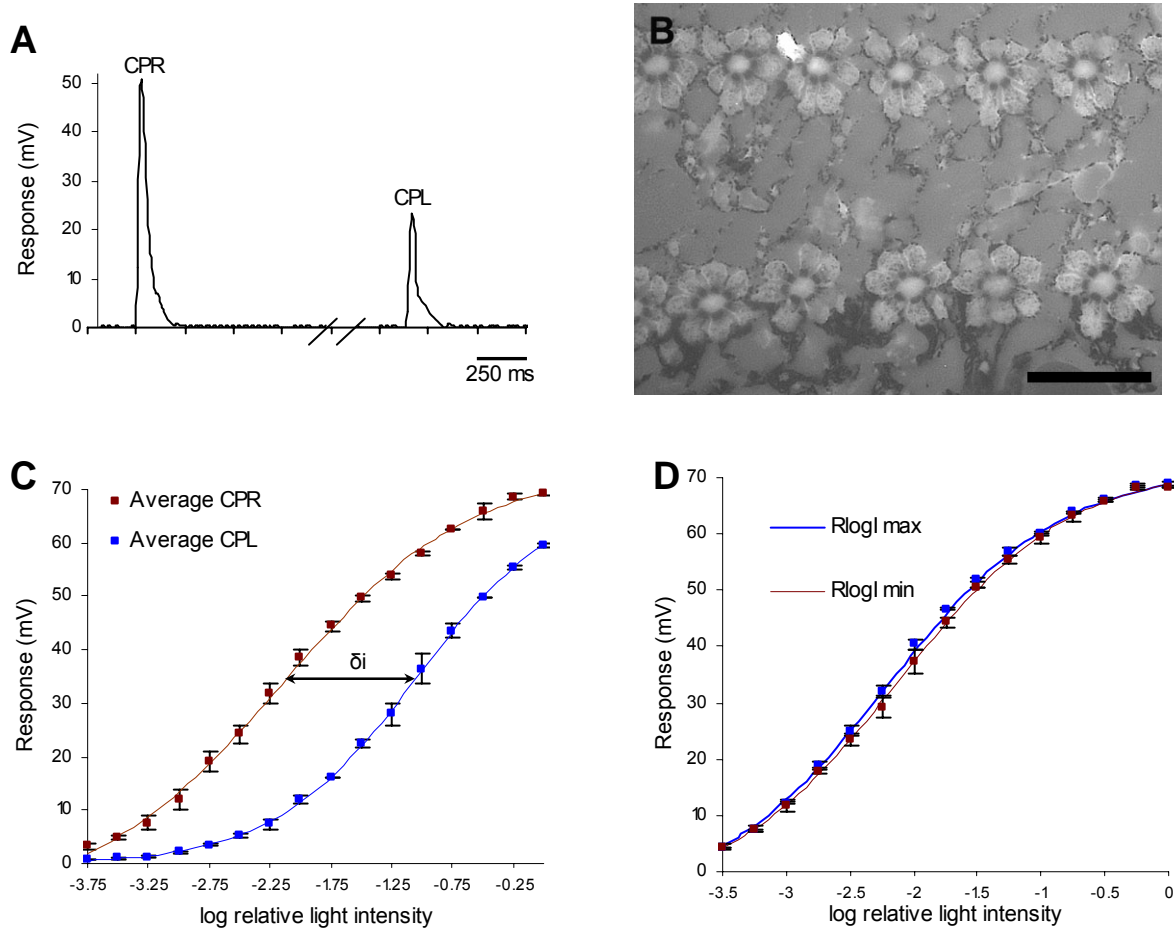 A
CPR
CPL
Response (mV)
50
40
30
20
10
0
250 ms
B
C
Average CPR
Average CPL
δi
Response (mV)
70
60
50
40
30
20
10
0
-3.75 -3.25 -2.75 -2.25 -1.75 -1.25 -0.75 -0.25
log relative light intensity
D
RlogI max
RlogI min
Response (mV)
70
60
50
40
30
20
10
0
-3.5 -3 -2.5 -2 -1.5 -1 -0.5 0
log relative light intensity